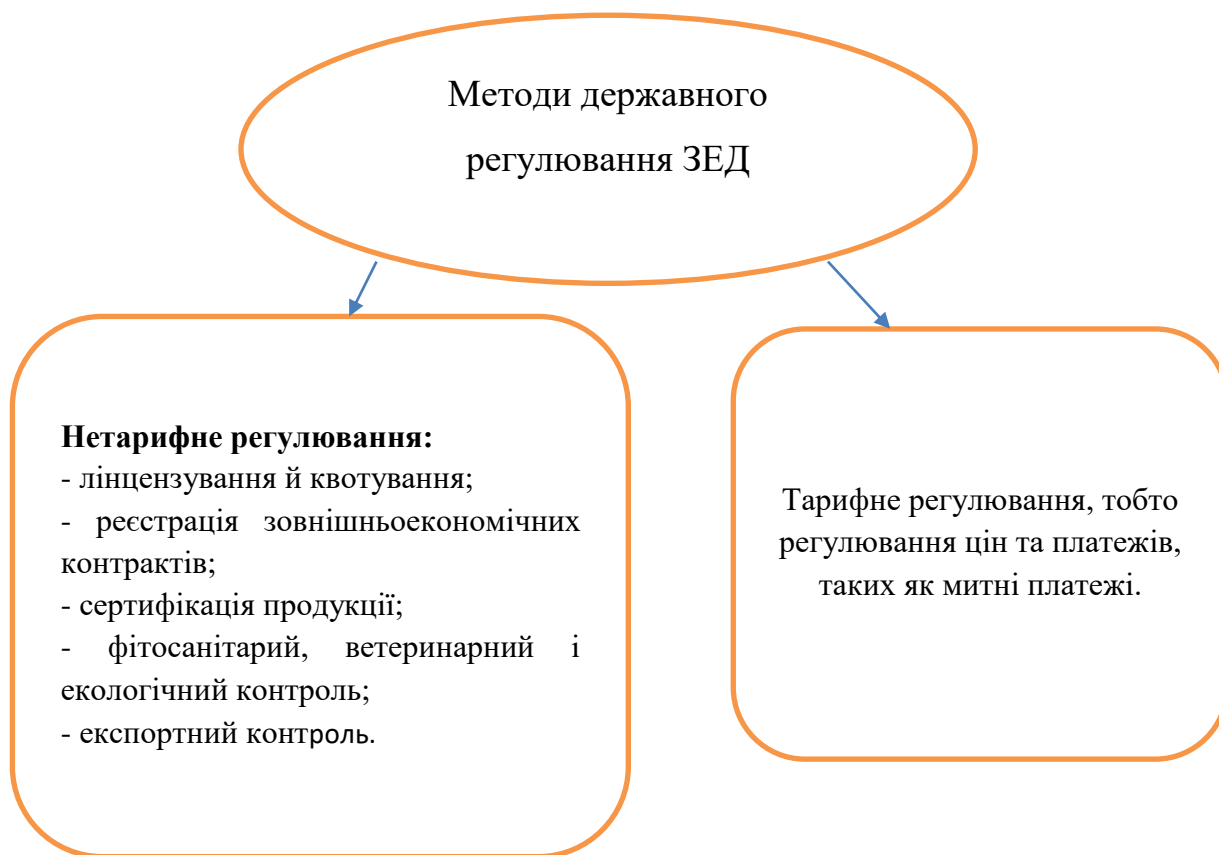 Методи державного
регулювання ЗЕД
Нетарифне регулювання:
- лінцензування й квотування;
- реєстрація зовнішньоекономічних
контрактів;
- сертифікація продукції;
- фітосанітарий, ветеринарний і
екологічний контроль;
- експортний контроль.
Тарифне регулювання, тобто
регулювання цін та платежів,
таких як митні платежі.